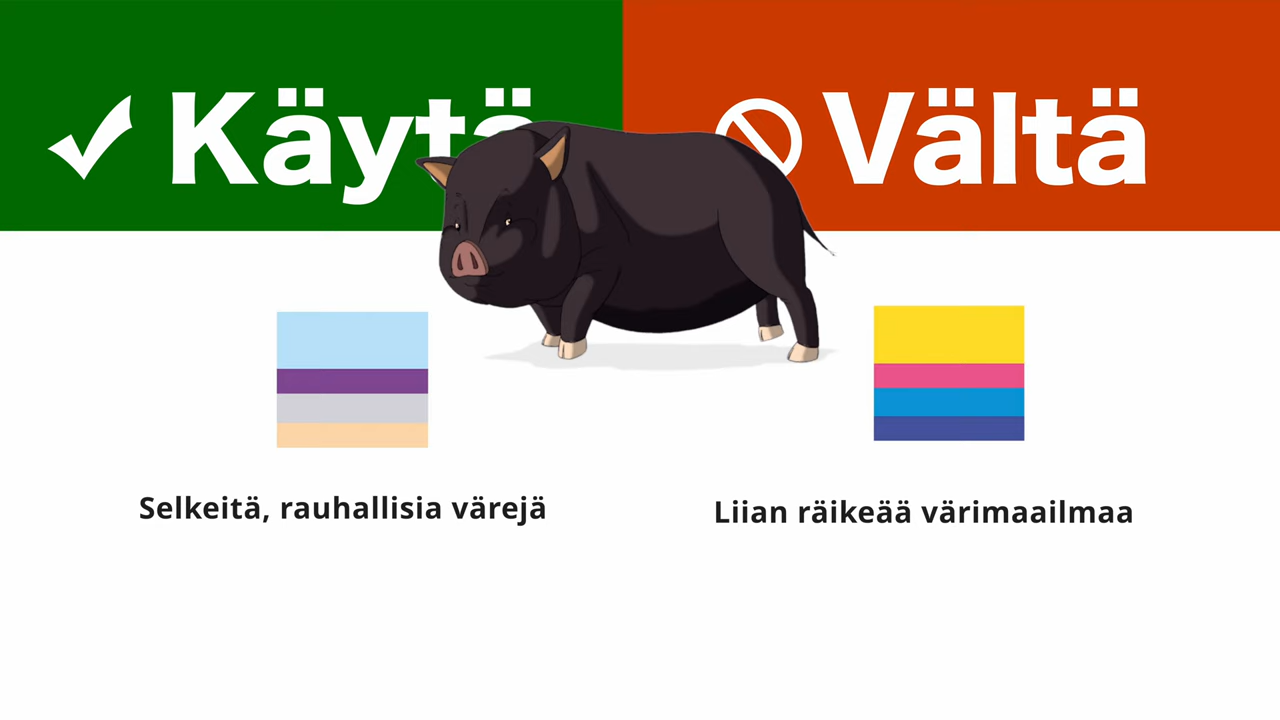 Käytä
Vältä
Selkeitä, rauhallisia värejä
Liian räikeää värimaailmaa